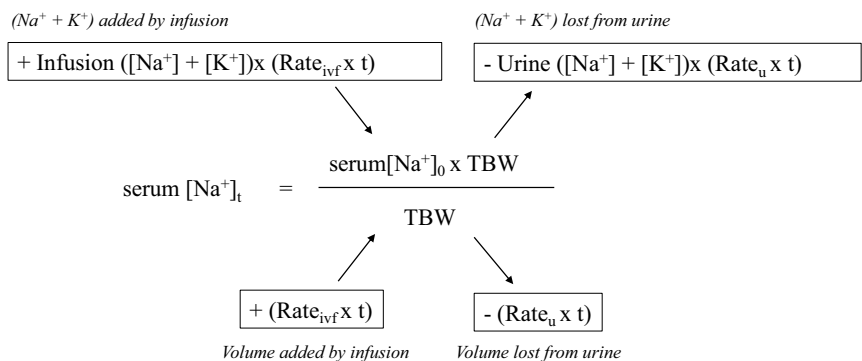 (Na⁺ + K⁺) added by infusion
(Na⁺ + K⁺) lost from urine
+ Infusion ([Na⁺] + [K⁺])x (Rateᵢᵥf x t)
- Urine ([Na⁺] + [K⁺])x (Rateᵤ x t)
serum[Na⁺]₀ x TBW
serum [Na⁺]ₜ =
TBW
+ (Rateᵢᵥf x t)
- (Rateᵤ x t)
Volume added by infusion
Volume lost from urine